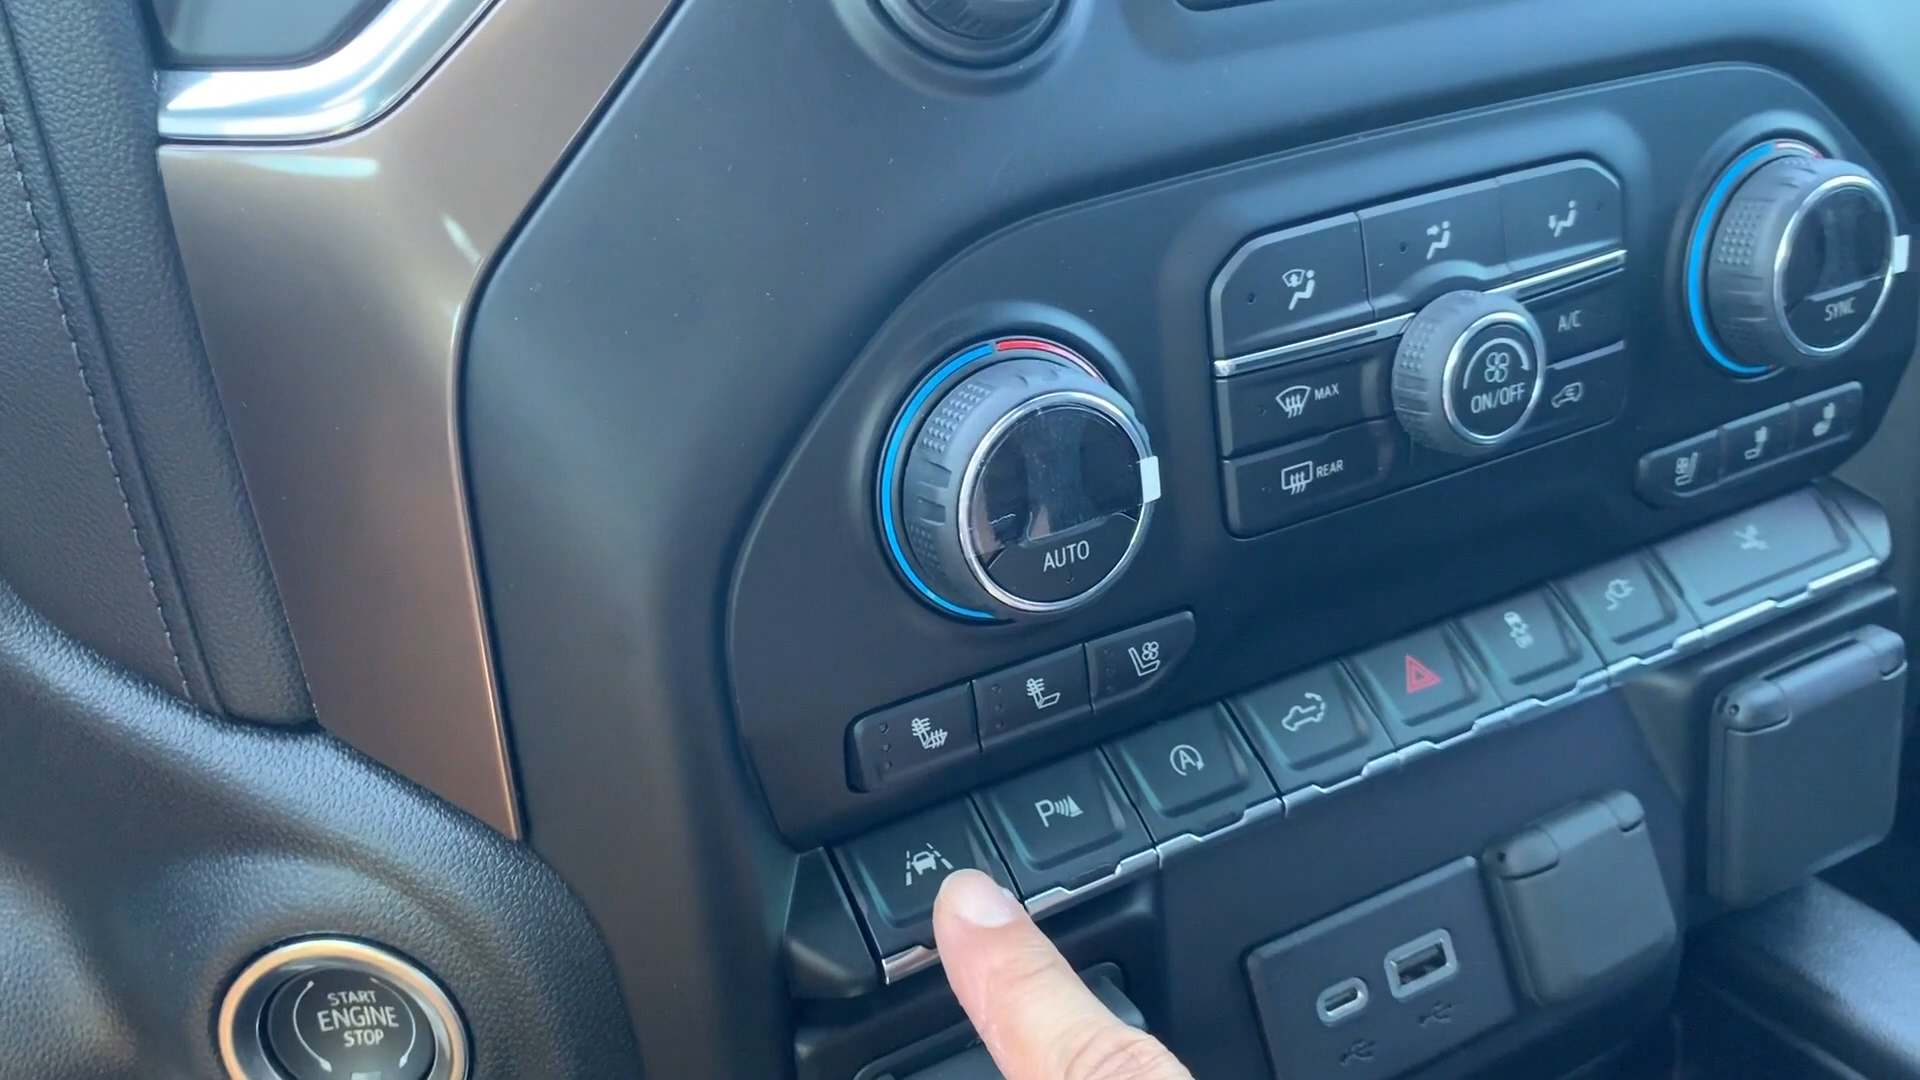 A/C
SYNC
MAX
ON/OFF
REAR
AUTO
A
P
START
ENGINE
STOP